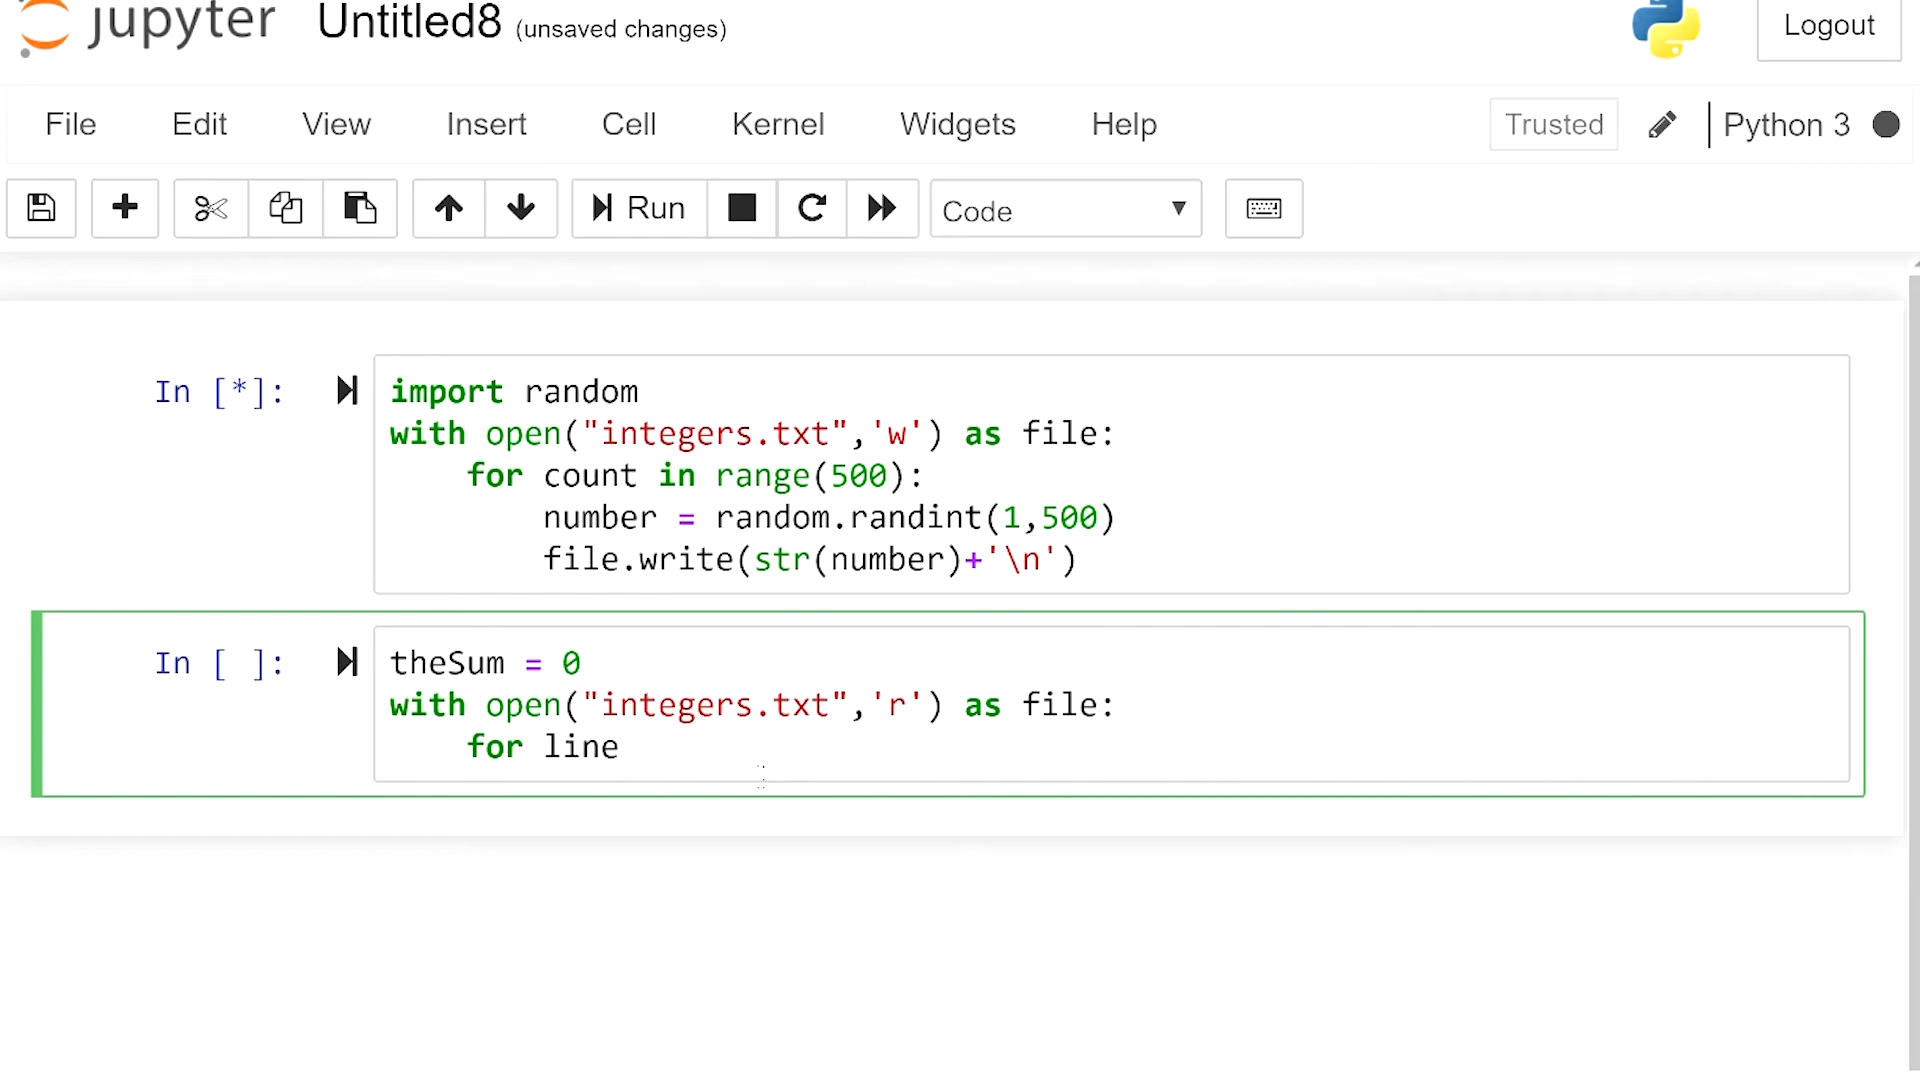 jupyter Untitled8 (unsaved changes) Logout
File Edit View Insert Cell Kernel Widgets Help Trusted Python 3
Run Code
In [*]:
import random
with open("integers.txt",'w') as file:
    for count in range(500):
        number = random.randint(1,500)
        file.write(str(number)+'\n')
In [ ]:
theSum = 0
with open("integers.txt",'r') as file:
    for line